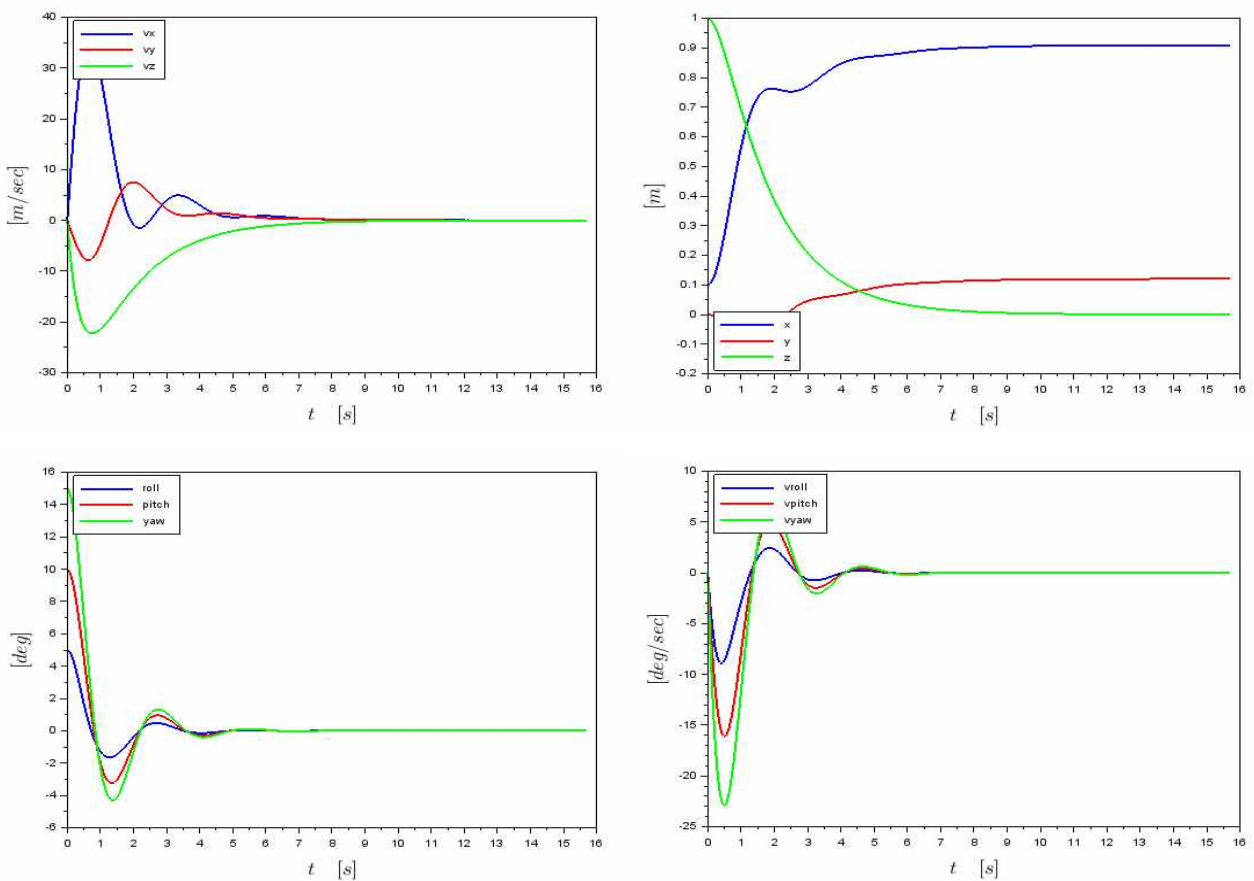 40
30
20
10
0
-10
-20
-30
[m/sec]
vx
vy
vz
0 1 2 3 4 5 6 7 8 9 10 11 12 13 14 15 16
t [s]
1
0.9
0.8
0.7
0.6
0.5
0.4
0.3
0.2
0.1
0
-0.1
-0.2
[m]
x
y
z
0 1 2 3 4 5 6 7 8 9 10 11 12 13 14 15 16
t [s]
16
14
12
10
8
6
4
2
0
-2
-4
-6
[deg]
roll
pitch
yaw
0 1 2 3 4 5 6 7 8 9 10 11 12 13 14 15 16
t [s]
10
5
0
-5
-10
-15
-20
-25
[deg/sec]
vroll
vpitch
vyaw
0 1 2 3 4 5 6 7 8 9 10 11 12 13 14 15 16
t [s]